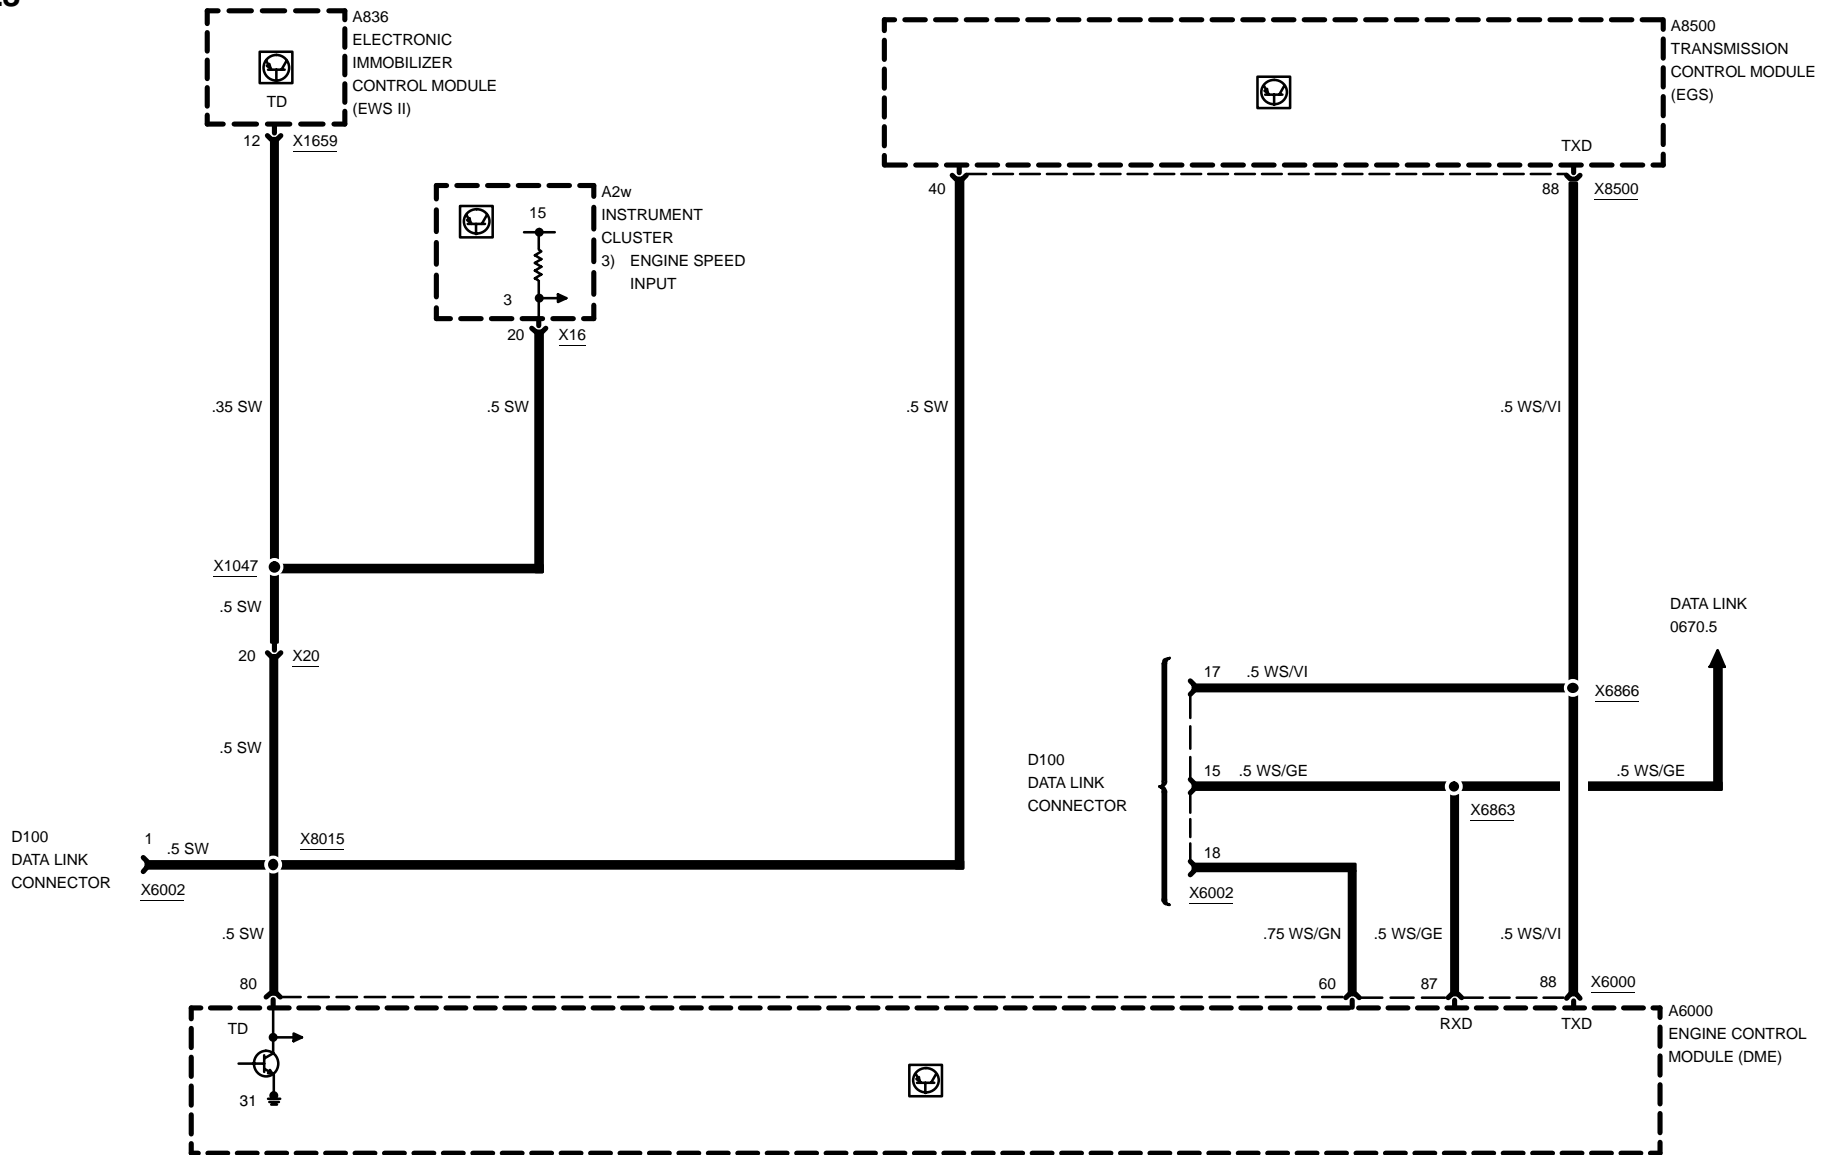 A836
ELECTRONIC
IMMOBILIZER
CONTROL MODULE
(EWS II)
TD
12
X1659
A8500
TRANSMISSION
CONTROL MODULE
(EGS)
TXD
40
88
X8500
A2w
INSTRUMENT
CLUSTER
3) ENGINE SPEED
INPUT
15
3
20
X16
.35 SW
.5 SW
.5 SW
.5 WS/VI
X1047
.5 SW
20
X20
.5 SW
DATA LINK
0670.5
17 .5 WS/VI
X6866
D100
DATA LINK
CONNECTOR
15 .5 WS/GE
.5 WS/GE
X6863
18
X6002
D100
DATA LINK
CONNECTOR
1
.5 SW
X6002
X8015
.5 SW
.75 WS/GN
.5 WS/GE
.5 WS/VI
80
60
87
88
X6000
TD
31
RXD
TXD
A6000
ENGINE CONTROL
MODULE (DME)